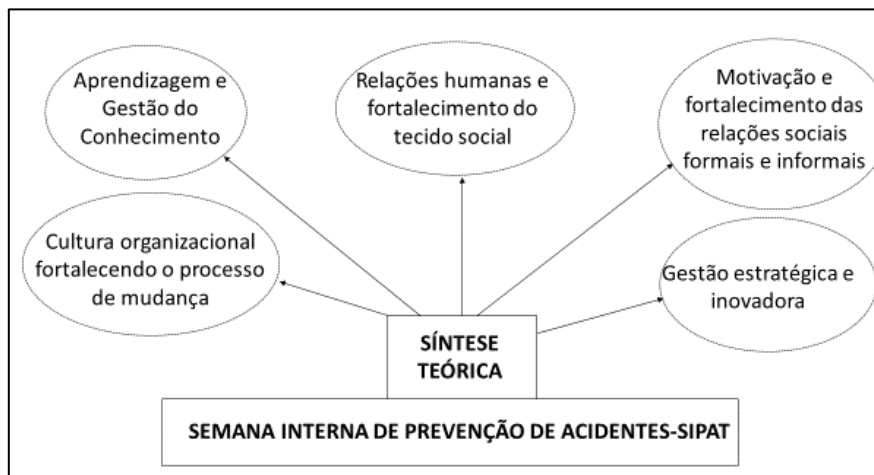 Aprendizagem e
Gestão do
Conhecimento
Relações humanas e
fortalecimento do
tecido social
Motivação e
fortalecimento das
relações sociais
formais e informais
Cultura organizacional
fortalecendo o processo
de mudança
Gestão estratégica e
inovadora
SÍNTESE
TEÓRICA
SEMANA INTERNA DE PREVENÇÃO DE ACIDENTES-SIPAT